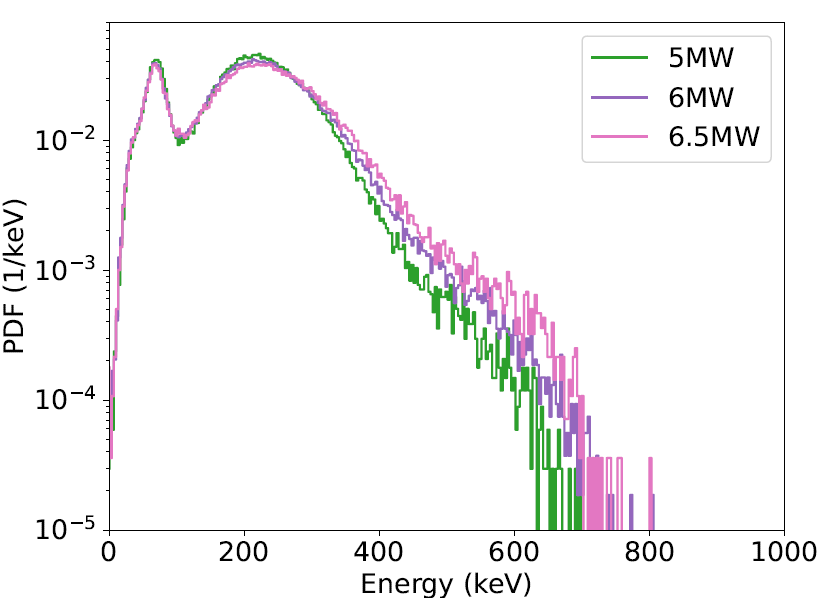 5MW
6MW
6.5MW
10⁻²
10⁻³
10⁻⁴
10⁻⁵
PDF (1/keV)
0 200 400 600 800 1000
Energy (keV)